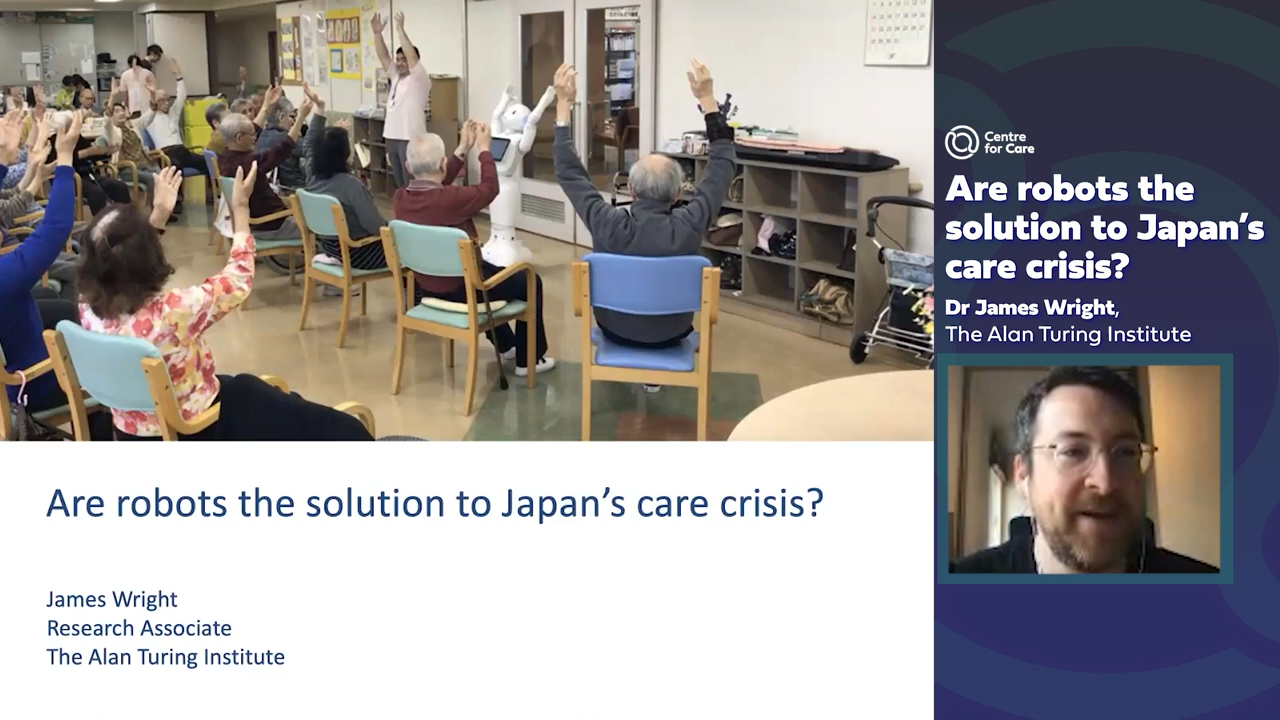 Are robots the solution to Japan's care crisis?
James Wright
Research Associate
The Alan Turing Institute
Centre
for Care
Are robots the
solution to Japan's
care crisis?
Dr James Wright,
The Alan Turing Institute